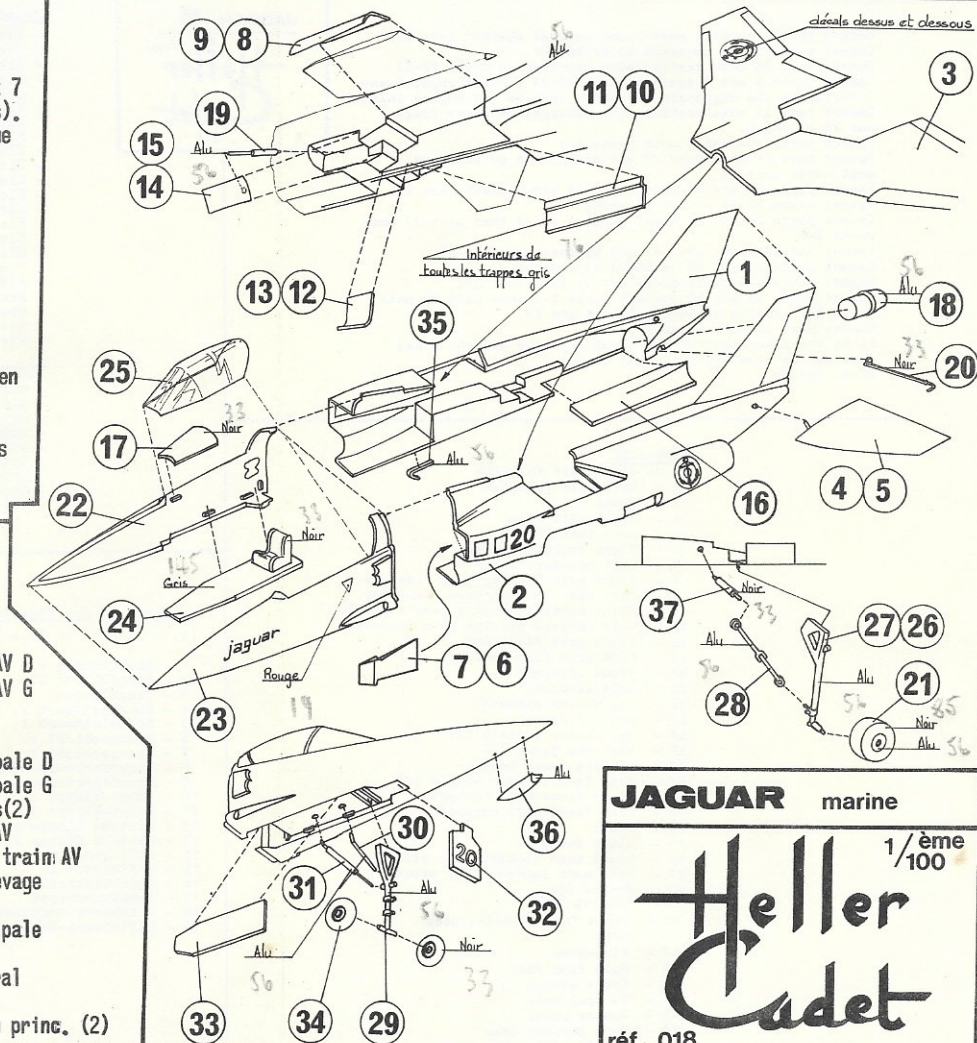 7
s).
ue
en
s
AV D
AV G
pale D
pale G
s(2)
AV
train AV
evage
pale
al
princ. (2)
9 8
56
Alu
décals dessus et dessous
3
11 10
19
15 Alu
56
14
Intérieurs de 76
toutes les trappes gris
13 12
35
1
56
Alu
18
33
Noir
20
25
33
17 Noir
Alu 56
22
16
4 5
33
Noir
20
145
Gris
24
2
jaguar
Rouge
19
23
7 6
37 Noir
33
27 26
Alu
56
28
Alu
56
21
85
Noir
Alu 56
Alu
36
30
31
20
32
Alu
56
Alu
56
Noir
33
33 34 29
JAGUAR marine
1/ème
100
Heller
Cadet
réf. 018